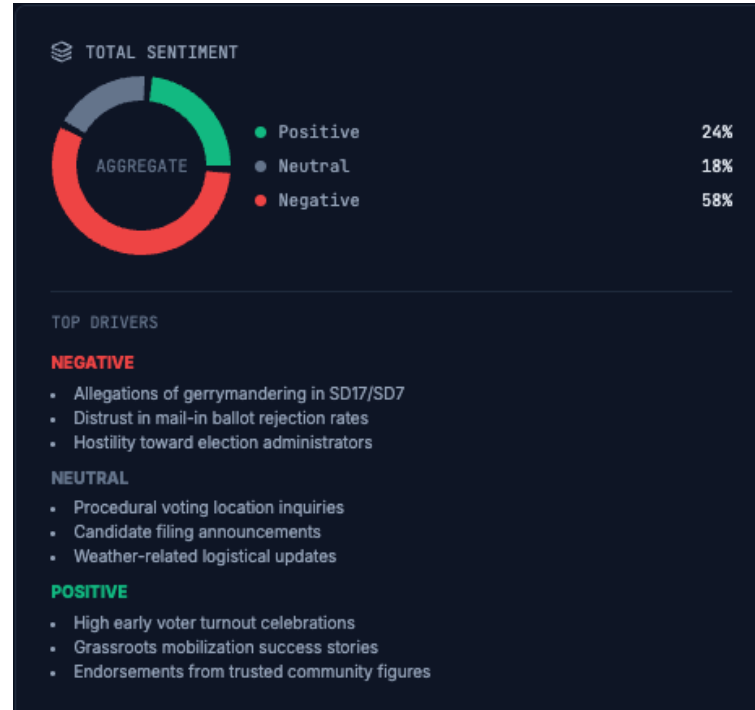 TOTAL SENTIMENT
AGGREGATE
Positive 24%
Neutral 18%
Negative 58%
TOP DRIVERS
NEGATIVE
• Allegations of gerrymandering in SD17/SD7
• Distrust in mail-in ballot rejection rates
• Hostility toward election administrators
NEUTRAL
• Procedural voting location inquiries
• Candidate filing announcements
• Weather-related logistical updates
POSITIVE
• High early voter turnout celebrations
• Grassroots mobilization success stories
• Endorsements from trusted community figures